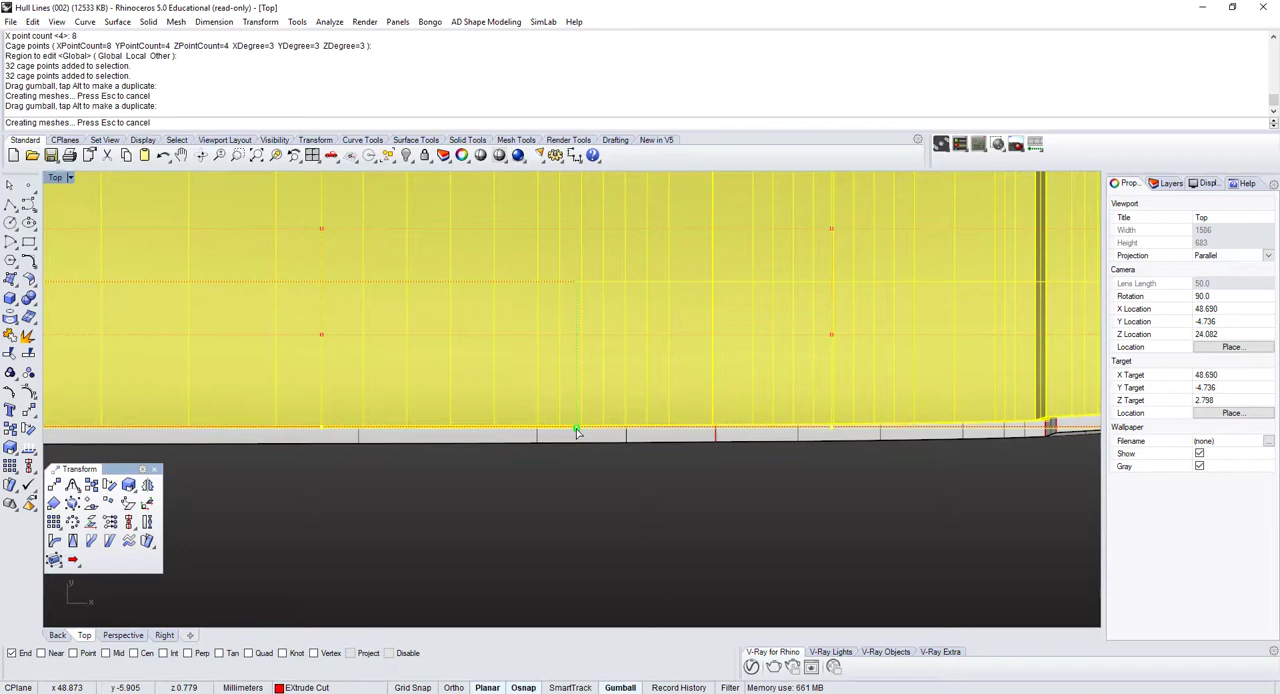 Hull Lines (002) (12533 KB) - Rhinoceros 5.0 Educational (read-only) - [Top]
File Edit View Curve Surface Solid Mesh Dimension Transform Tools Analyze Render Panels Bongo AD Shape Modeling SimLab Help
X point count <4>: 8
Cage points ( XPointCount=8 YPointCount=4 ZPointCount=4 XDegree=3 YDegree=3 ZDegree=3 ):
Region to edit <Global> ( Global Local Other ):
32 cage points added to selection.
32 cage points added to selection.
Drag gumball, tap Alt to make a duplicate:
Creating meshes... Press Esc to cancel
Drag gumball, tap Alt to make a duplicate:
Creating meshes... Press Esc to cancel
Standard CPlanes Set View Display Select Viewport Layout Visibility Transform Curve Tools Surface Tools Solid Tools Mesh Tools Render Tools Drafting New in V5
Top
Prop... Layers Displ... Help
Viewport
Title Top
Width 1586
Height 683
Projection Parallel
Camera
Lens Length 50.0
Rotation 90.0
X Location 48.690
Y Location -4.736
Z Location 24.082
Location Place...
Target
X Target 48.690
Y Target -4.736
Z Target 2.798
Location Place...
Wallpaper
Filename (none) ...
Show
Gray
Transform
y
x
Back Top Perspective Right
End Near Point Mid Cen Int Perp Tan Quad Knot Vertex Project Disable
V-Ray for Rhino V-Ray Lights V-Ray Objects V-Ray Extra
CPlane x 48.873 y -5.905 z 0.779 Millimeters EXtrude Cut Grid Snap Ortho Planar Osnap SmartTrack Gumball Record History Filter Memory use: 661 MB